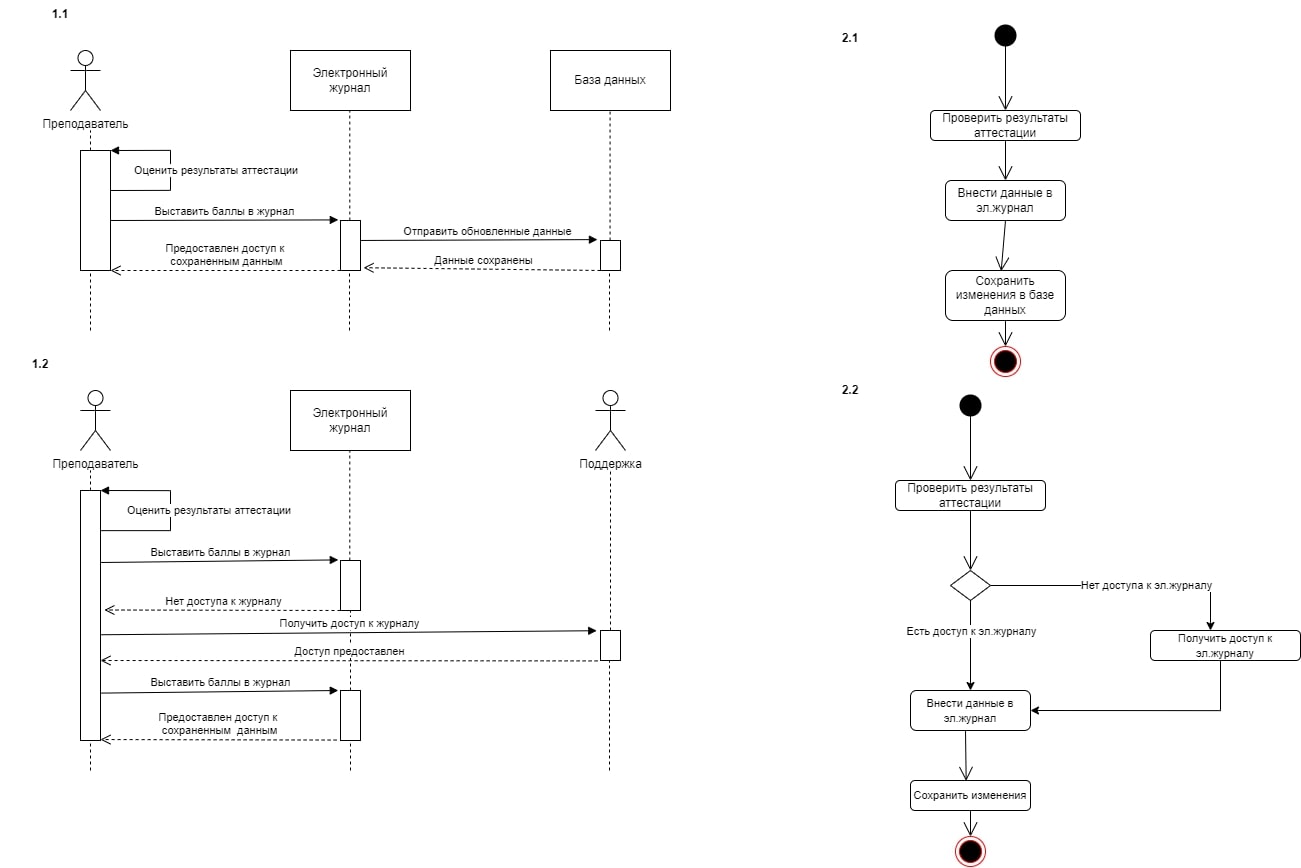 1.1
Преподаватель
Электронный
журнал
База данных
Оценить результаты аттестации
Выставить баллы в журнал
Отправить обновленные данные
Предоставлен доступ к
сохраненным данным
Данные сохранены
1.2
Преподаватель
Электронный
журнал
Поддержка
Оценить результаты аттестации
Выставить баллы в журнал
Нет доступа к журналу
Получить доступ к журналу
Доступ предоставлен
Выставить баллы в журнал
Предоставлен доступ к
сохраненным данным
2.1
Проверить результаты
аттестации
Внести данные в
эл.журнал
Сохранить
изменения в базе
данных
2.2
Проверить результаты
аттестации
Нет доступа к эл.журналу
Есть доступ к эл.журналу
Получить доступ к
эл.журналу
Внести данные в
эл.журнал
Сохранить изменения